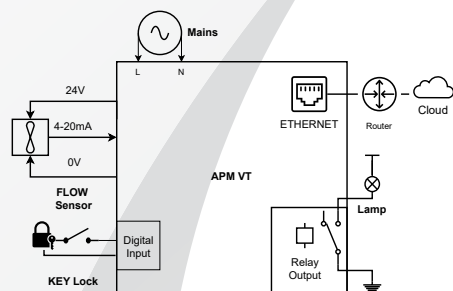 Mains
L N
24V
4-20mA
0V
FLOW
Sensor
APM VT
ETHERNET
Router
Cloud
Lamp
Digital
Input
KEY Lock
Relay
Output